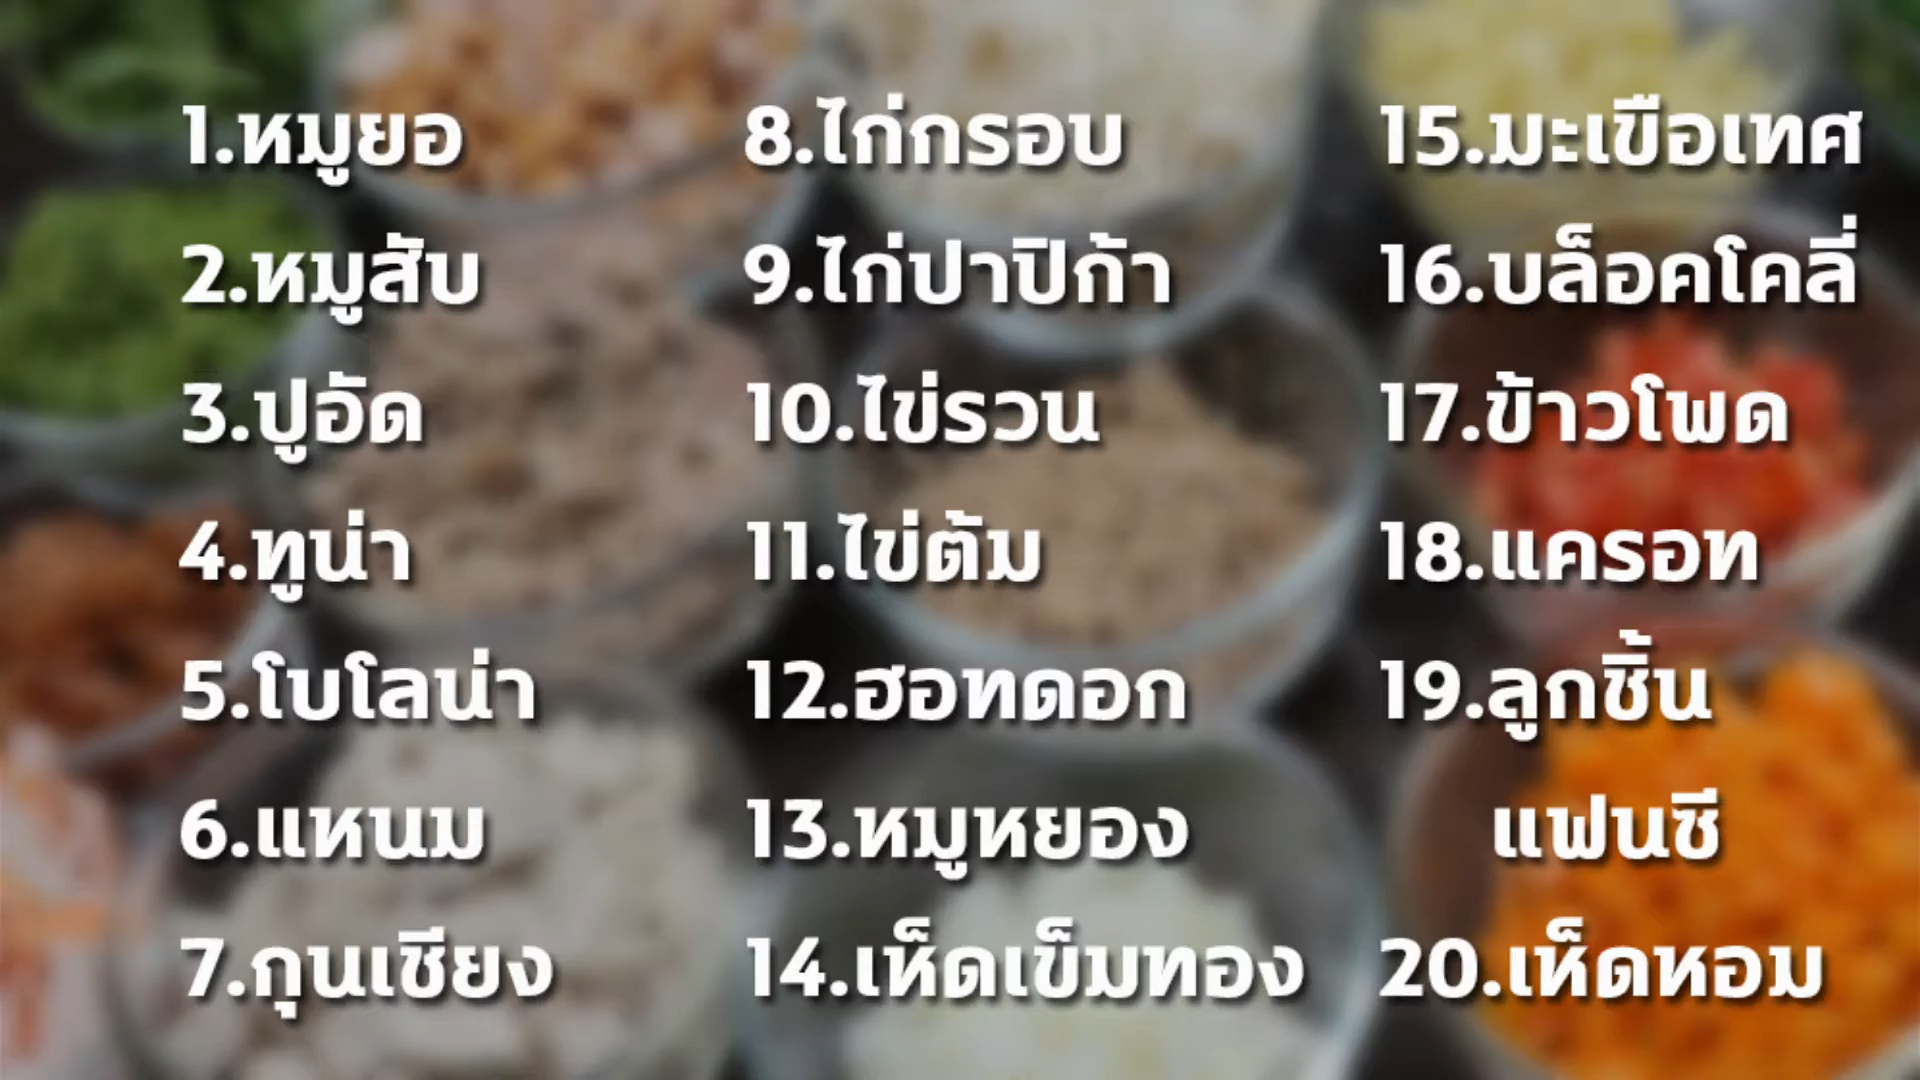 1.หมูยอ
2.หมูสับ
3.ปูอัด
4.ทูน่า
5.โบโลน่า
6.แหนม
7.กุนเชียง
8.ไก่กรอบ
9.ไก่ปาปิก้า
10.ไข่รวน
11.ไข่ต้ม
12.ฮอทดอก
13.หมูหยอง
14.เห็ดเข็มทอง
15.มะเขือเทศ
16.บล็อคโคลี่
17.ข้าวโพด
18.แครอท
19.ลูกชิ้น
แฟนซี
20.เห็ดหอม